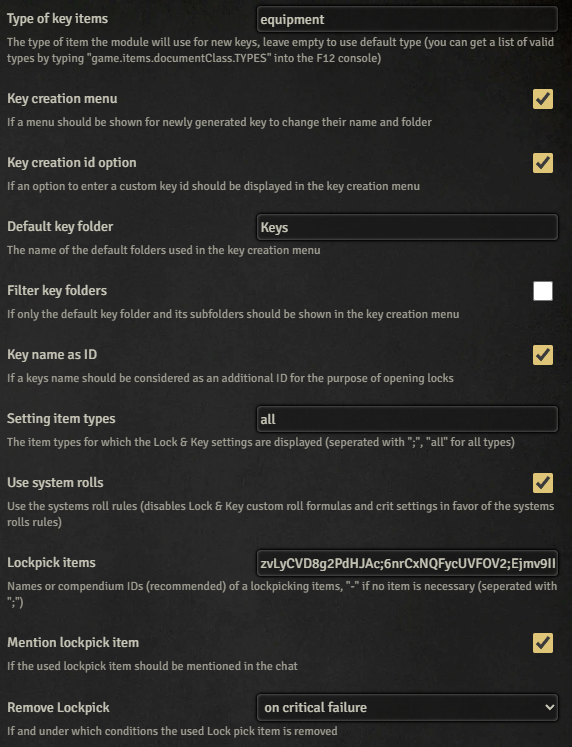 Type of key items
equipment
The type of item the module will use for new keys, leave empty to use default type (you can get a list of valid
types by typing "game.items.documentClass.TYPES" into the F12 console)
Key creation menu
If a menu should be shown for newly generated key to change their name and folder
Key creation id option
If an option to enter a custom key id should be displayed in the key creation menu
Default key folder
Keys
The name of the default folders used in the key creation menu
Filter key folders
If only the default key folder and its subfolders should be shown in the key creation menu
Key name as ID
If a keys name should be considered as an additional ID for the purpose of opening locks
Setting item types
all
The item types for which the Lock & Key settings are displayed (seperated with ";", "all" for all types)
Use system rolls
Use the systems roll rules (disables Lock & Key custom roll formulas and crit settings in favor of the systems
rolls rules)
Lockpick items
zvLyCVD8g2PdHJAc;6nrCxNQFycUVFOV2;Ejmv9II
Names or compendium IDs (recommended) of a lockpicking items, "-" if no item is necessary (seperated with
";")
Mention lockpick item
If the used lockpick item should be mentioned in the chat
Remove Lockpick
on critical failure
If and under which conditions the used Lock pick item is removed